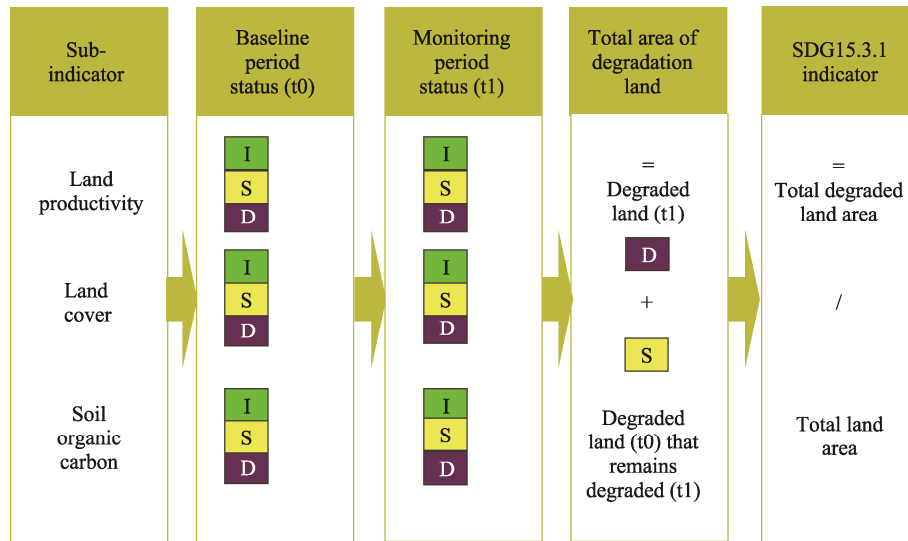 Sub-
indicator
Baseline
period
status (t0)
Monitoring
period
status (t1)
Total area of
degradation
land
SDG15.3.1
indicator
Land
productivity
I
S
D
I
S
D
=
Degraded
land (t1)
D
=
Total degraded
land area
Land
cover
I
S
D
I
S
D
+
S
/
Soil
organic
carbon
I
S
D
I
S
D
Degraded
land (t0) that
remains
degraded (t1)
Total land
area